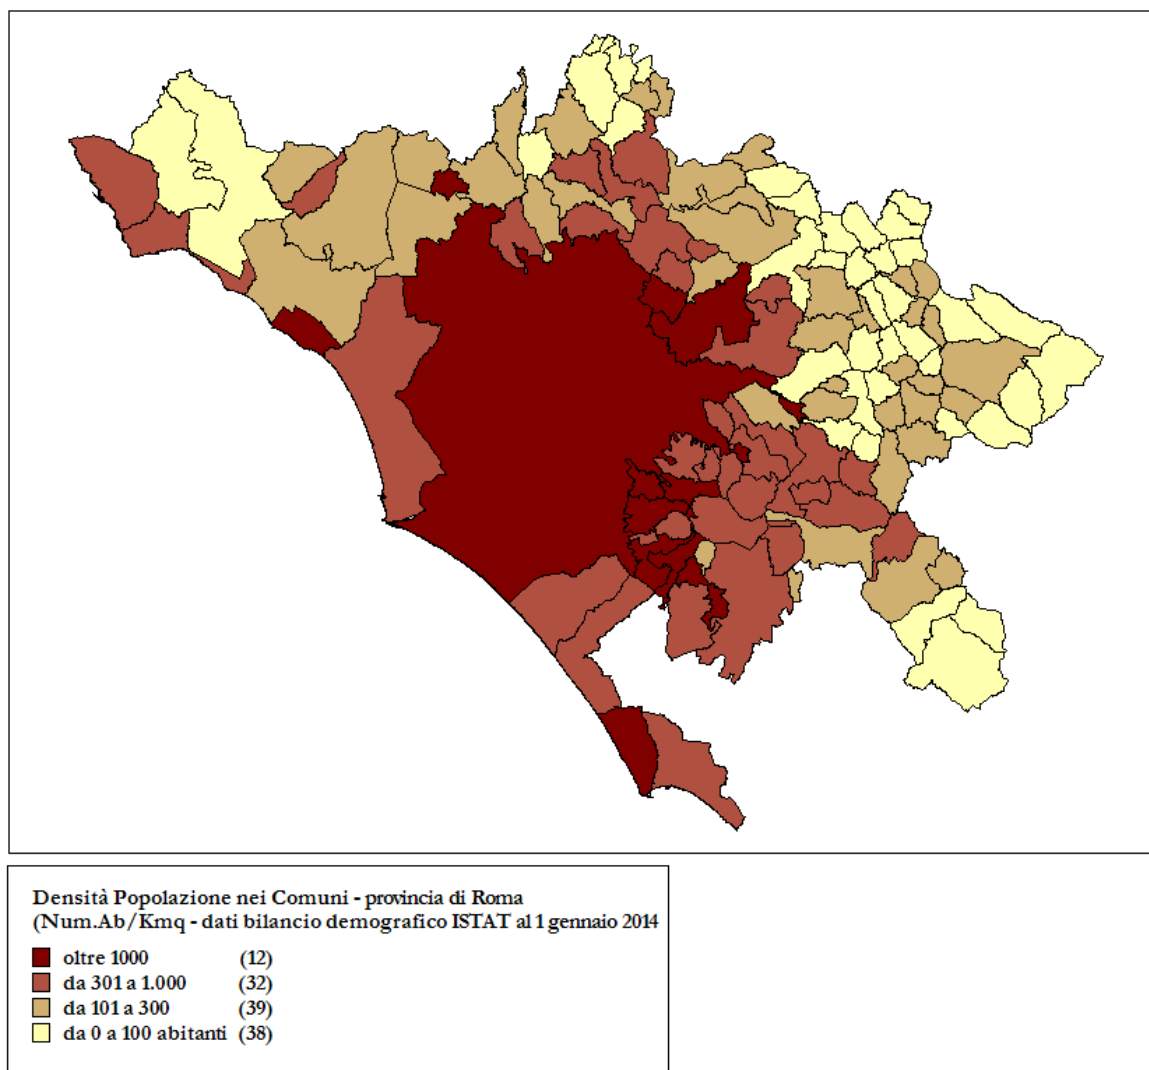 Densità Popolazione nei Comuni - provincia di Roma
(Num.Ab/Kmq - dati bilancio demografico ISTAT al 1 gennaio 2014
oltre 1000 (12)
da 301 a 1.000 (32)
da 101 a 300 (39)
da 0 a 100 abitanti (38)